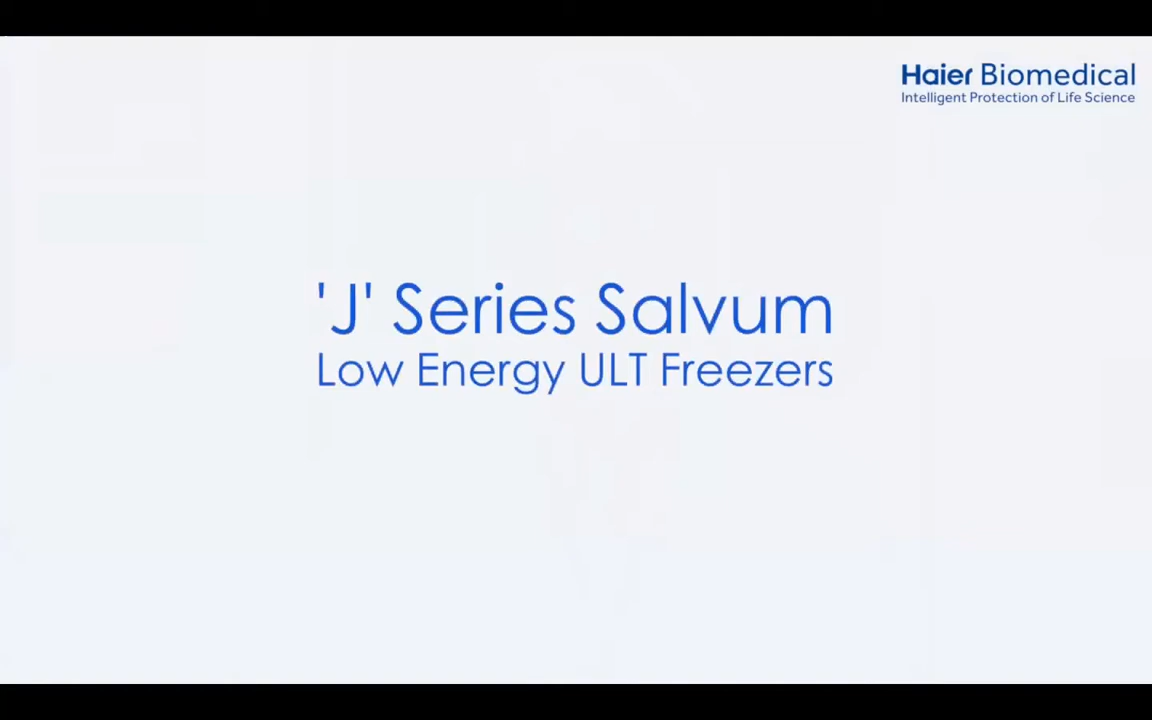 Haier Biomedical
Intelligent Protection of Life Science
'J' Series Salvum
Low Energy ULT Freezers